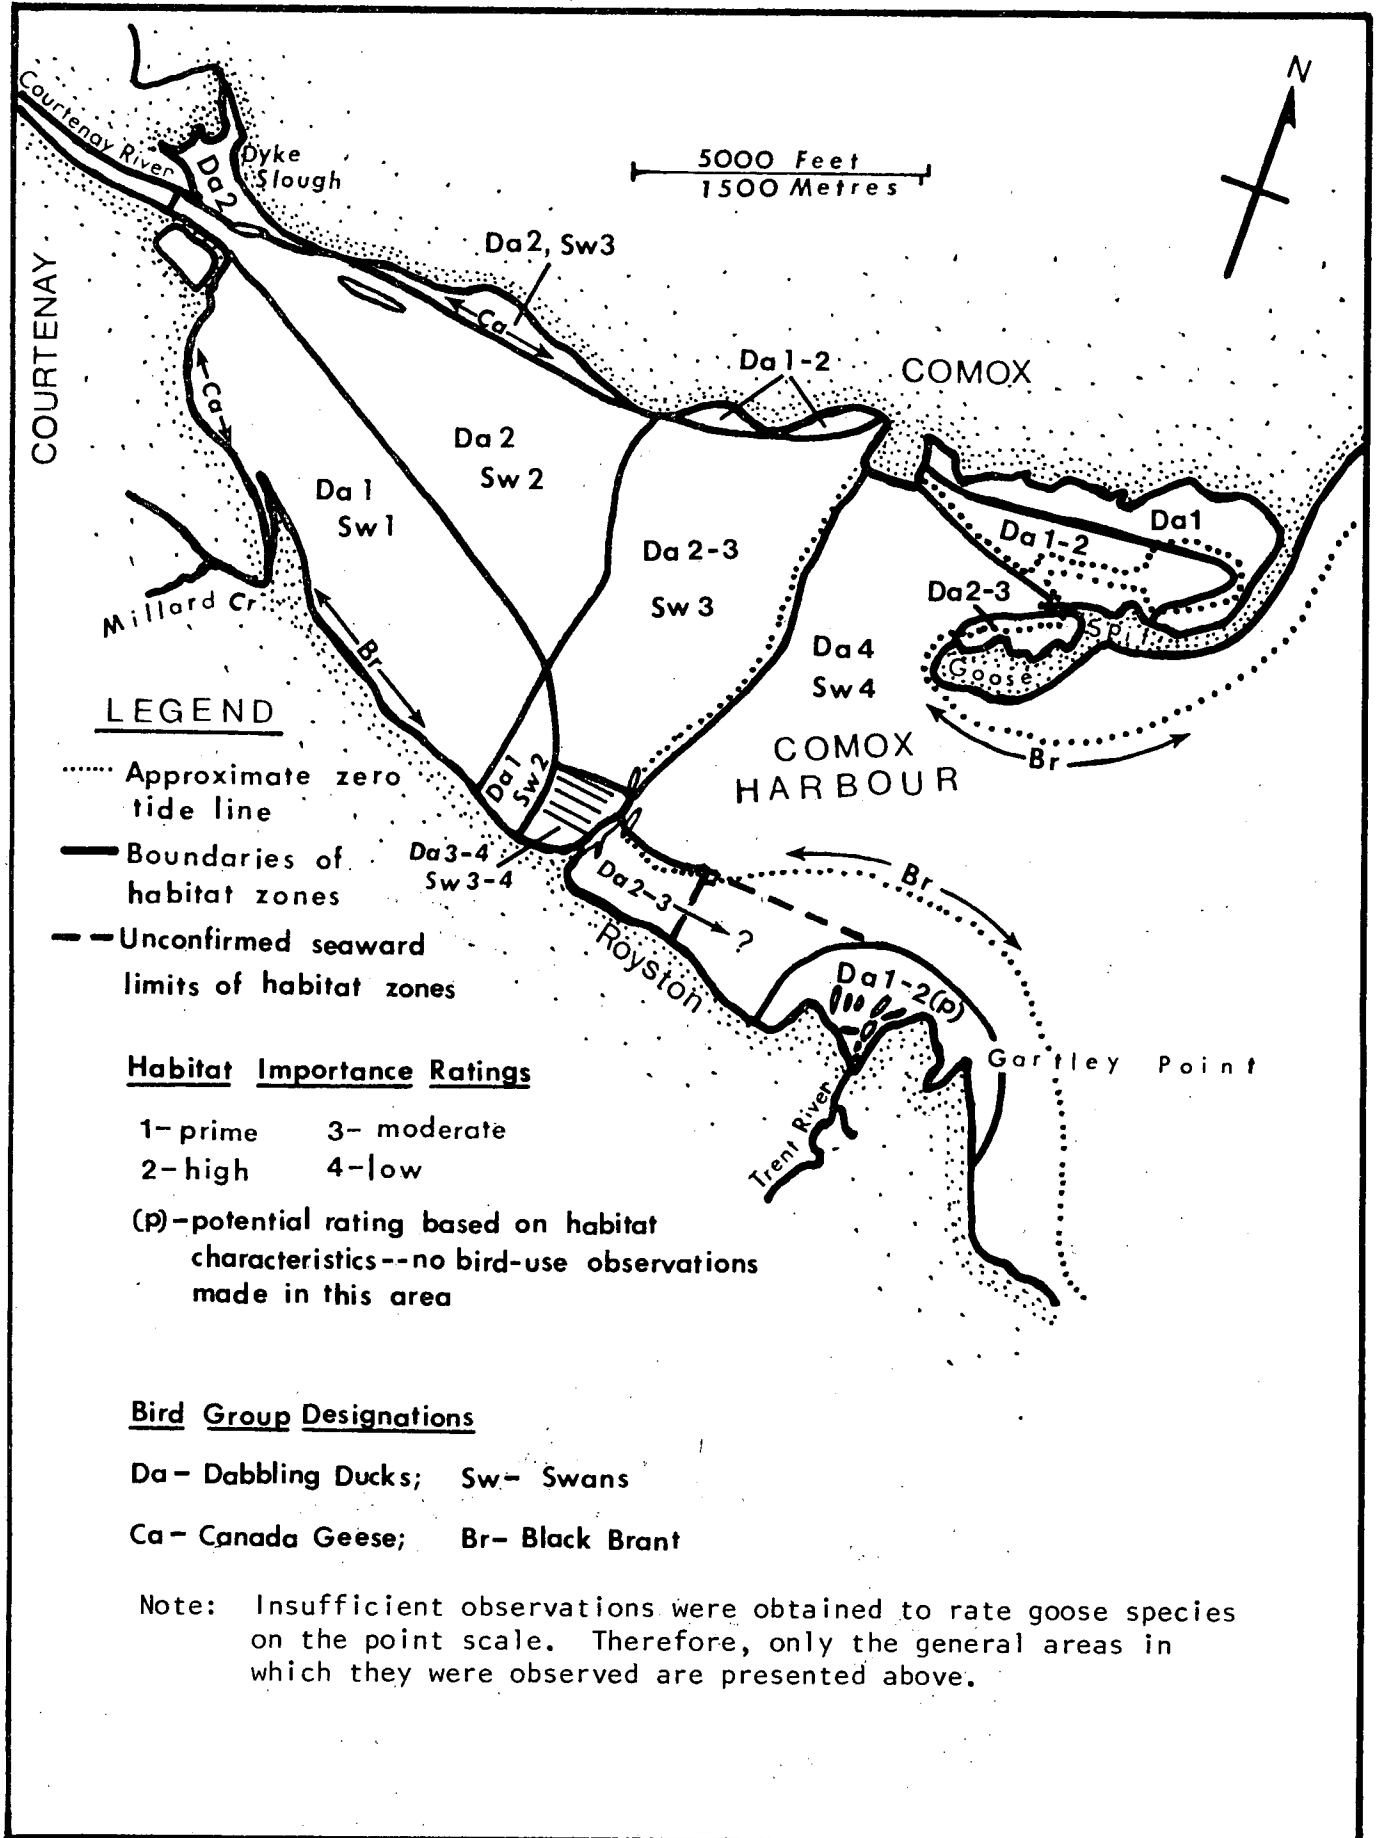 N
Courtenay River
Dyke
Slough
Da2
5000 Feet
1500 Metres
COURTENAY
Da2, Sw3
Ca
Ca
Da 1-2
COMOX
Da 2
Sw 2
Da 1
Sw 1
Da 2-3
Sw 3
Da 1-2
Da1
Da2-3
Goose
Spit
Millard Cr.
Br
Da4
Sw 4
COMOX
HARBOUR
Br
Da1
Sw 2
Da3-4
Sw 3-4
Da2-3
?
Br
Royston
Da1-2(p)
Gartley Point
Trent River
LEGEND
Approximate zero
tide line
Boundaries of
habitat zones
Unconfirmed seaward
limits of habitat zones
Habitat Importance Ratings
1- prime 3- moderate
2-high 4-low
(p)-potential rating based on habitat
characteristics--no bird-use observations
made in this area
Bird Group Designations
Da- Dabbling Ducks; Sw- Swans
Ca- Canada Geese; Br- Black Brant
Note: Insufficient observations were obtained to rate goose species
on the point scale. Therefore, only the general areas in
which they were observed are presented above.